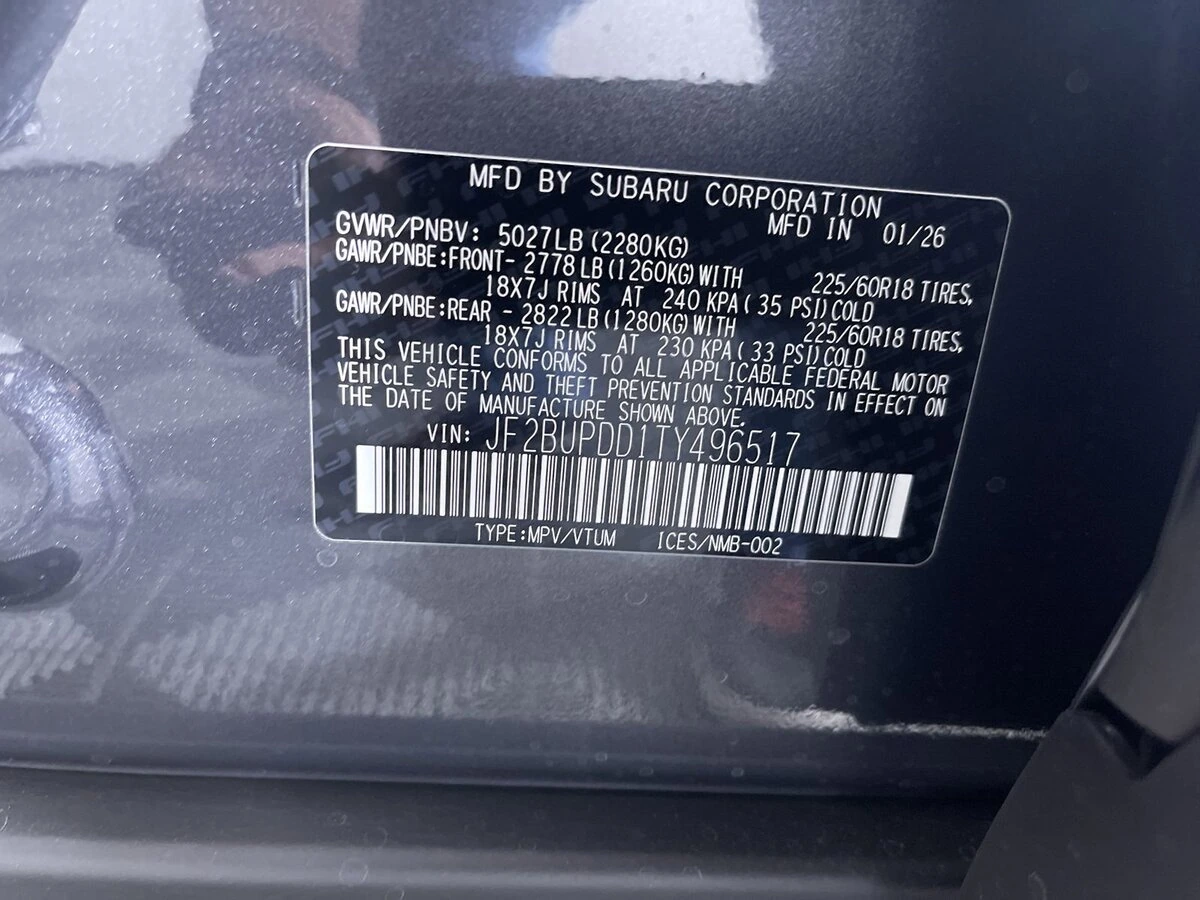 MFD BY SUBARU CORPORATION
MFD IN 01/26
GVWR/PNBV: 5027LB (2280KG)
GAWR/PNBE:FRONT- 2778 LB (1260KG) WITH 225/60R18 TIRES,
18X7J RIMS AT 240 KPA ( 35 PSI) COLD
GAWR/PNBE:REAR - 2822 LB (1280KG) WITH 225/60R18 TIRES,
18X7J RIMS AT 230 KPA ( 33 PSI) COLD
THIS VEHICLE CONFORMS TO ALL APPLICABLE FEDERAL MOTOR
VEHICLE SAFETY AND THEFT PREVENTION STANDARDS IN EFFECT ON
THE DATE OF MANUFACTURE SHOWN ABOVE.
VIN: JF2BUPDD1TY496517
TYPE:MPV/VTUM ICES/NMB-002